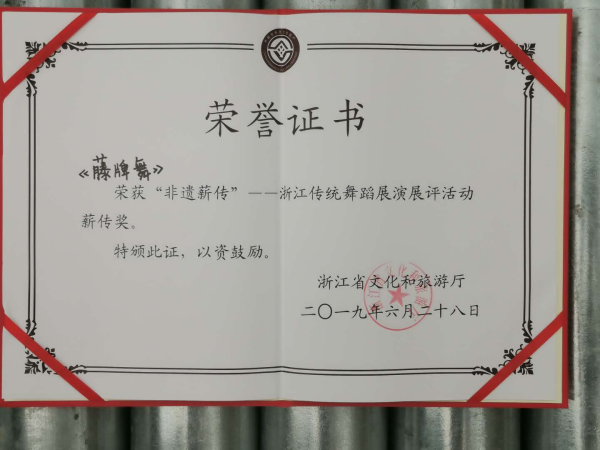 荣誉证书
《藤牌舞》
荣获“非遗薪传”——浙江传统舞蹈展演展评活动
薪传奖。
特颁此证，以资鼓励。
浙江省文化和旅游厅
二〇一九年六月二十八日